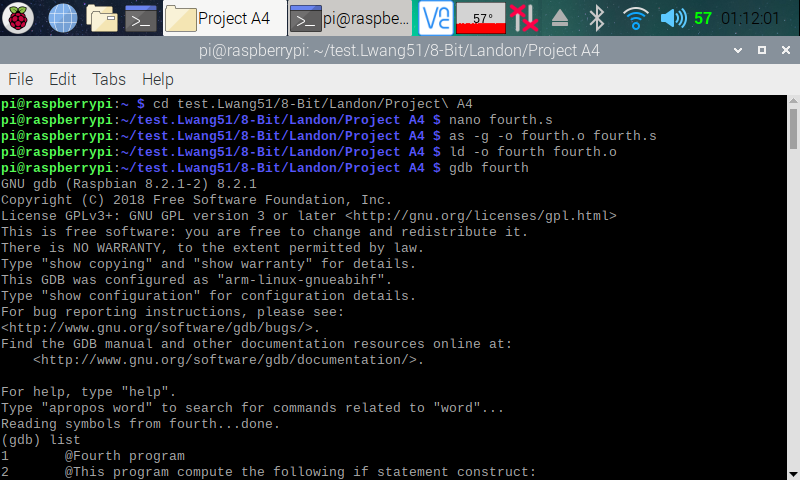 Project A4
pi@raspbe...
57°
57
01:12:01
pi@raspberrypi: ~/test.Lwang51/8-Bit/Landon/Project A4
File Edit Tabs Help
pi@raspberrypi:~ $ cd test.Lwang51/8-Bit/Landon/Project\ A4
pi@raspberrypi:~/test.Lwang51/8-Bit/Landon/Project A4 $ nano fourth.s
pi@raspberrypi:~/test.Lwang51/8-Bit/Landon/Project A4 $ as -g -o fourth.o fourth.s
pi@raspberrypi:~/test.Lwang51/8-Bit/Landon/Project A4 $ ld -o fourth fourth.o
pi@raspberrypi:~/test.Lwang51/8-Bit/Landon/Project A4 $ gdb fourth
GNU gdb (Raspbian 8.2.1-2) 8.2.1
Copyright (C) 2018 Free Software Foundation, Inc.
License GPLv3+: GNU GPL version 3 or later <http://gnu.org/licenses/gpl.html>
This is free software: you are free to change and redistribute it.
There is NO WARRANTY, to the extent permitted by law.
Type "show copying" and "show warranty" for details.
This GDB was configured as "arm-linux-gnueabihf".
Type "show configuration" for configuration details.
For bug reporting instructions, please see:
<http://www.gnu.org/software/gdb/bugs/>.
Find the GDB manual and other documentation resources online at:
    <http://www.gnu.org/software/gdb/documentation/>.
For help, type "help".
Type "apropos word" to search for commands related to "word"...
Reading symbols from fourth...done.
(gdb) list
1       @Fourth program
2       @This program compute the following if statement construct: